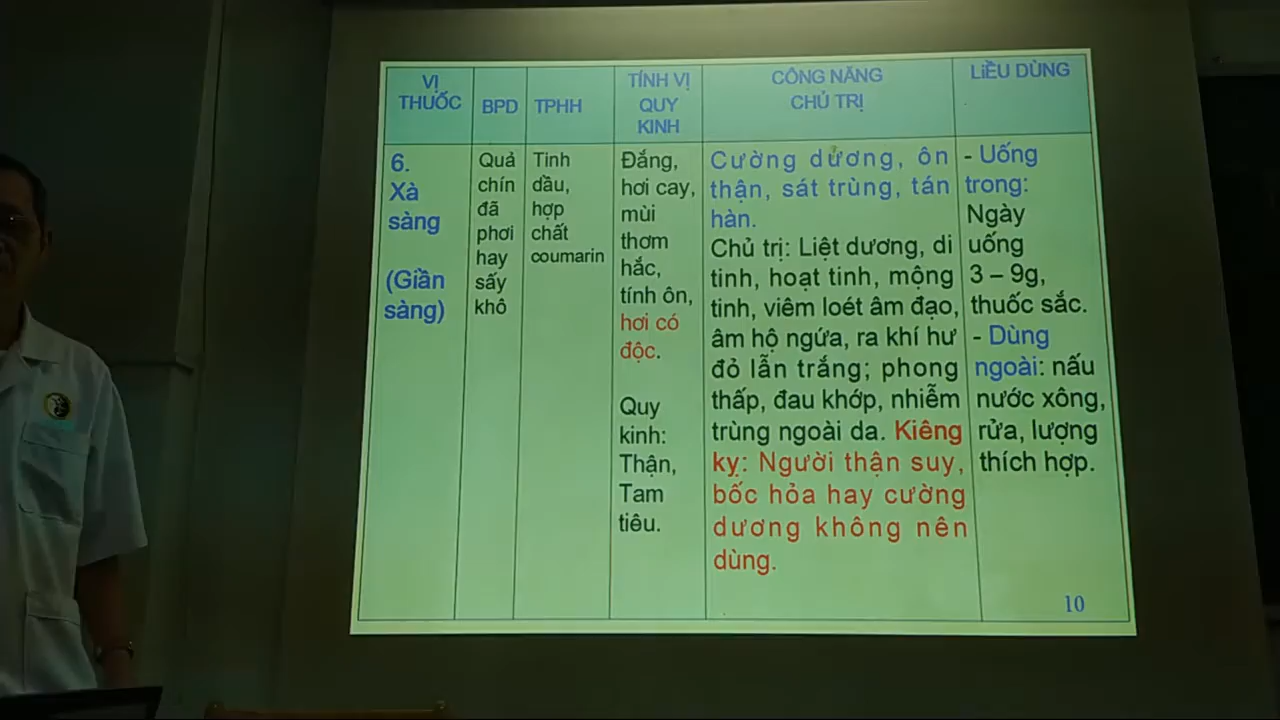 VỊ
THUỐC
BPD
TPHH
TÍNH VỊ
QUY
KINH
CÔNG NĂNG
CHỦ TRỊ
LiỀU DÙNG
6.
Xà
sàng
(Giần
sàng)
Quả
chín
đã
phơi
hay
sấy
khô
Tinh
dầu,
hợp
chất
coumarin
Đắng,
hơi cay,
mùi
thơm
hắc,
tính ôn,
hơi có
độc.
Quy
kinh:
Thận,
Tam
tiêu.
Cường dương, ôn
thận, sát trùng, tán
hàn.
Chủ trị: Liệt dương, di
tinh, hoạt tinh, mộng
tinh, viêm loét âm đạo,
âm hộ ngứa, ra khí hư
đỏ lẫn trắng; phong
thấp, đau khớp, nhiễm
trùng ngoài da. Kiêng
kỵ: Người thận suy,
bốc hỏa hay cường
dương không nên
dùng.
- Uống
trong:
Ngày
uống
3 – 9g,
thuốc sắc.
- Dùng
ngoài: nấu
nước xông,
rửa, lượng
thích hợp.
10